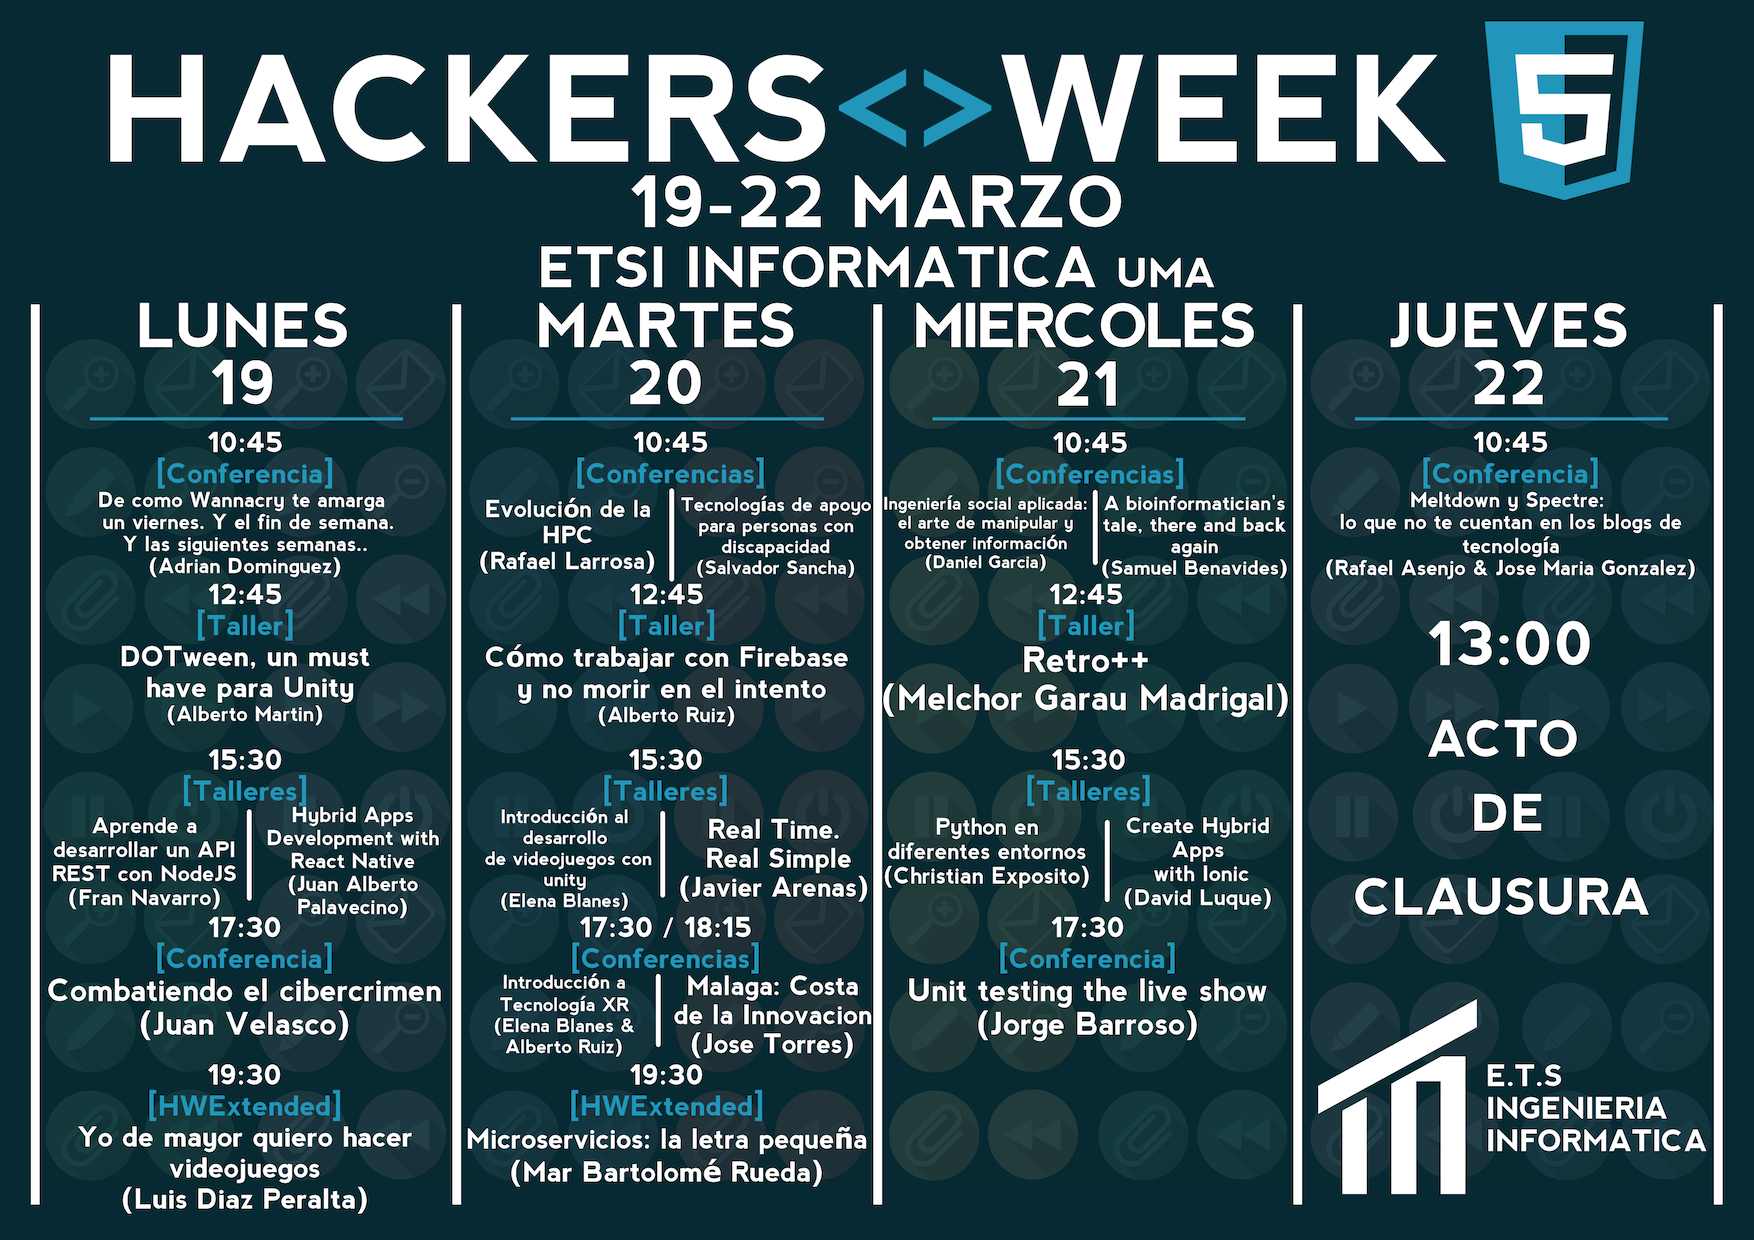 HACKERS<>WEEK 5
19-22 MARZO
ETSI INFORMATICA UMA
LUNES
19
10:45
[Conferencia]
De como Wannacry te amarga
un viernes. Y el fin de semana.
Y las siguientes semanas..
(Adrian Dominguez)
12:45
[Taller]
DOTween, un must
have para Unity
(Alberto Martin)
15:30
[Talleres]
Aprende a
desarrollar un API
REST con NodeJS
(Fran Navarro)
Hybrid Apps
Development with
React Native
(Juan Alberto
Palavecino)
17:30
[Conferencia]
Combatiendo el cibercrimen
(Juan Velasco)
19:30
[HWExtended]
Yo de mayor quiero hacer
videojuegos
(Luis Diaz Peralta)
MARTES
20
10:45
[Conferencias]
Evolución de la
HPC
(Rafael Larrosa)
Tecnologías de apoyo
para personas con
discapacidad
(Salvador Sancha)
12:45
[Taller]
Cómo trabajar con Firebase
y no morir en el intento
(Alberto Ruiz)
15:30
[Talleres]
Introducción al
desarrollo
de videojuegos con
unity
(Elena Blanes)
Real Time.
Real Simple
(Javier Arenas)
17:30 / 18:15
[Conferencias]
Introducción a
Tecnología XR
(Elena Blanes &
Alberto Ruiz)
Malaga: Costa
de la Innovacion
(Jose Torres)
19:30
[HWExtended]
Microservicios: la letra pequeña
(Mar Bartolomé Rueda)
MIERCOLES
21
10:45
[Conferencias]
Ingeniería social aplicada:
el arte de manipular y
obtener información
(Daniel Garcia)
A bioinformatician's
tale, there and back
again
(Samuel Benavides)
12:45
[Taller]
Retro++
(Melchor Garau Madrigal)
15:30
[Talleres]
Python en
diferentes entornos
(Christian Exposito)
Create Hybrid
Apps
with Ionic
(David Luque)
17:30
[Conferencia]
Unit testing the live show
(Jorge Barroso)
JUEVES
22
10:45
[Conferencia]
Meltdown y Spectre:
lo que no te cuentan en los blogs de
tecnología
(Rafael Asenjo & Jose Maria Gonzalez)
13:00
ACTO
DE
CLAUSURA
E.T.S
INGENIERIA
INFORMATICA